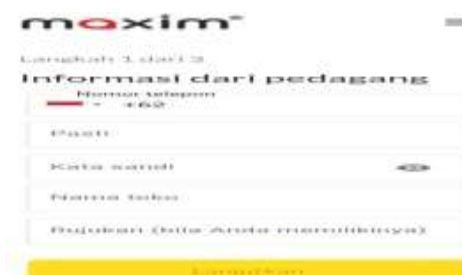 maxim
Langkah 1 dari 3
Informasi dari pedagang
Nomor telepon
+62
Pasti
Kata sandi
Nama toko
Rujukan (bila Anda memilikinya)
Lanjutkan